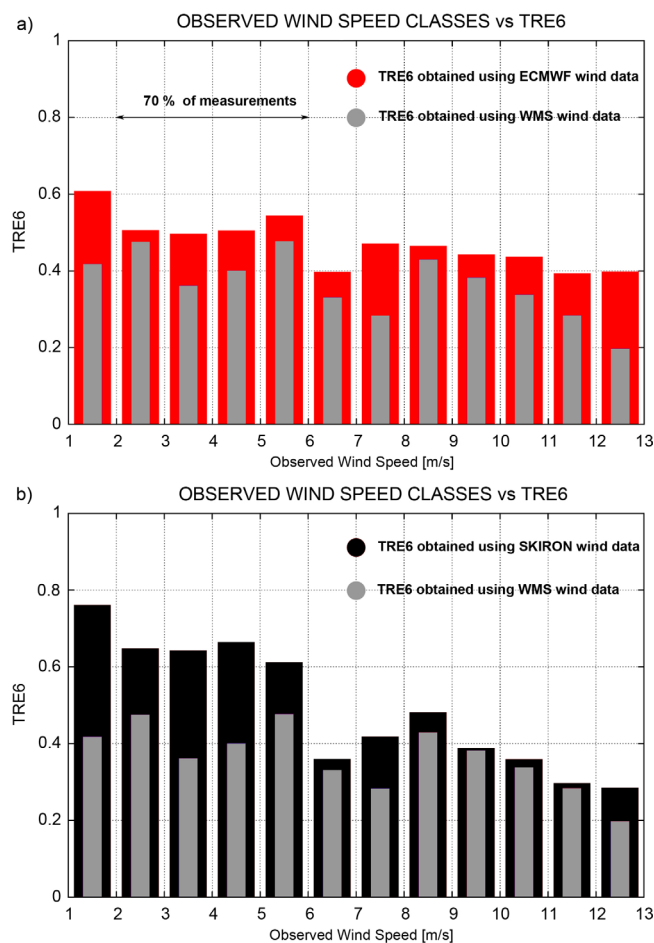 a)
OBSERVED WIND SPEED CLASSES vs TRE6
1
0.8
0.6
0.4
0.2
0
TRE6
70 % of measurements
TRE6 obtained using ECMWF wind data
TRE6 obtained using WMS wind data
1 2 3 4 5 6 7 8 9 10 11 12 13
Observed Wind Speed [m/s]
b)
OBSERVED WIND SPEED CLASSES vs TRE6
1
0.8
0.6
0.4
0.2
0
TRE6
TRE6 obtained using SKIRON wind data
TRE6 obtained using WMS wind data
1 2 3 4 5 6 7 8 9 10 11 12 13
Observed Wind Speed [m/s]